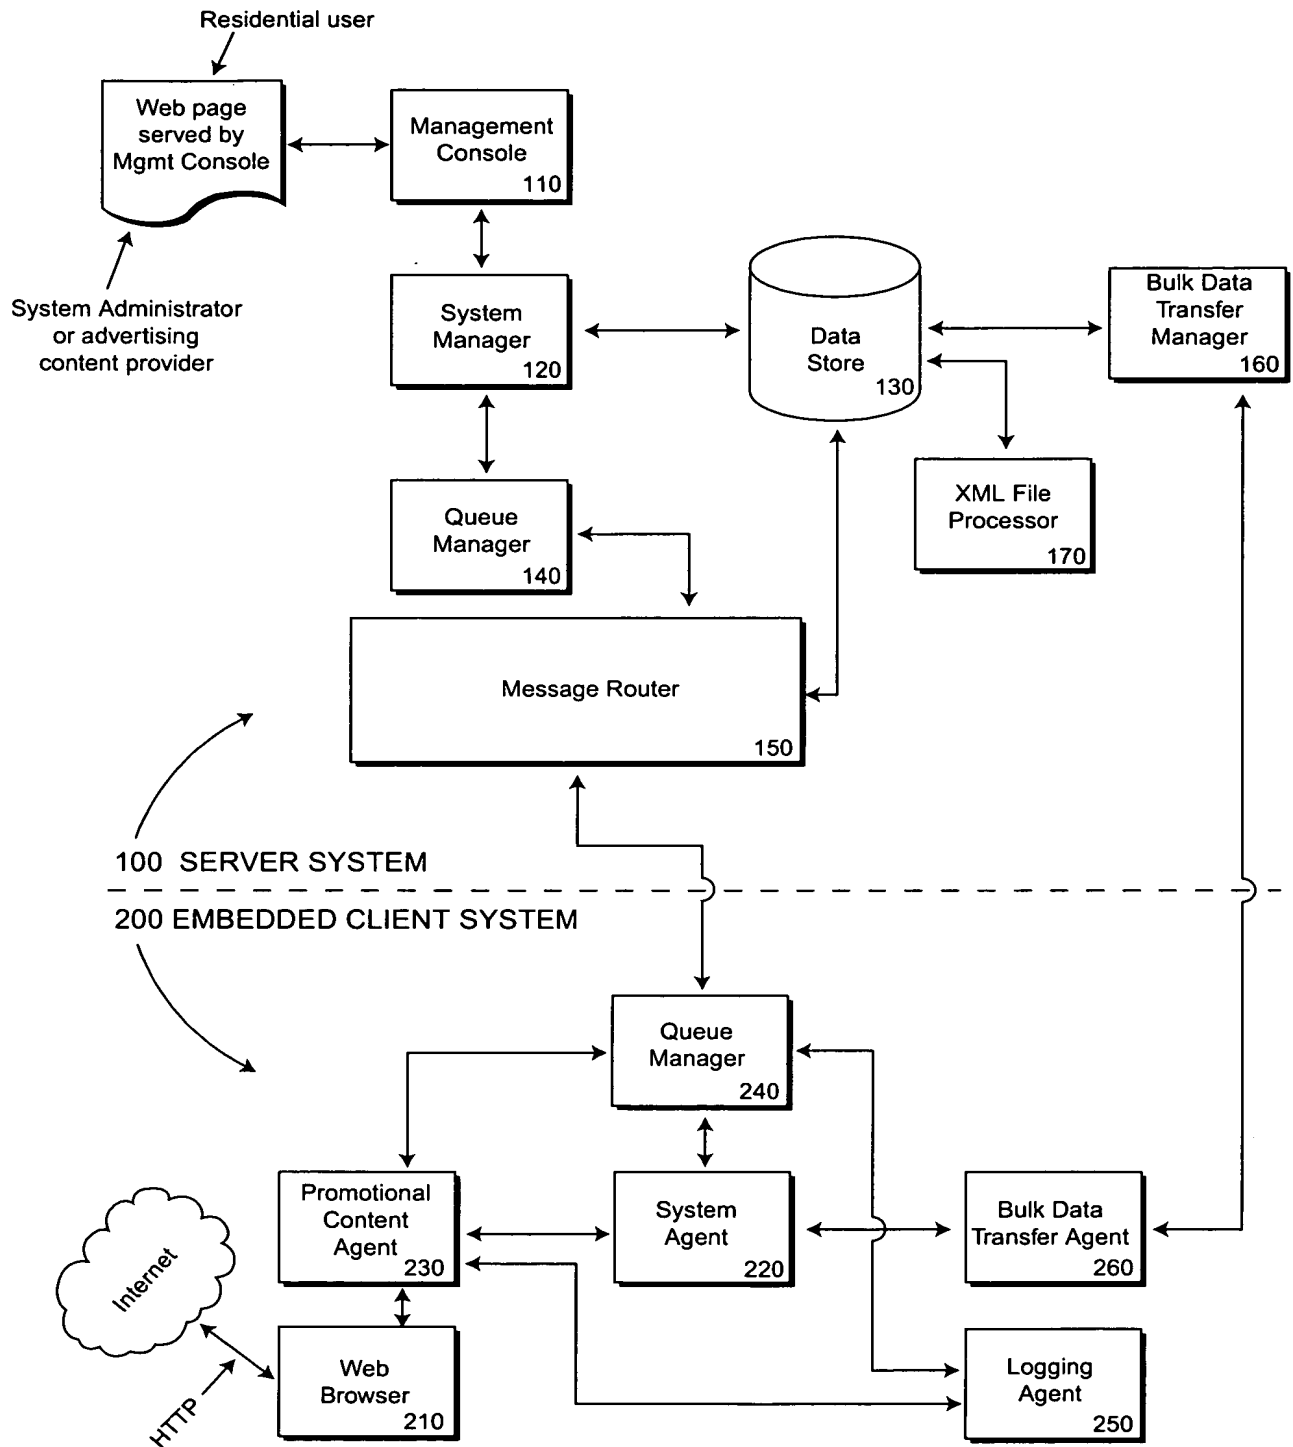 Residential user
Web page
served by
Mgmt Console
Management
Console
110
System Administrator
or advertising
content provider
System
Manager
120
Data
Store
130
Bulk Data
Transfer
Manager
160
Queue
Manager
140
XML File
Processor
170
Message Router
150
100 SERVER SYSTEM
200 EMBEDDED CLIENT SYSTEM
Queue
Manager
240
Promotional
Content
Agent
230
System
Agent
220
Bulk Data
Transfer Agent
260
Internet
HTTP
Web
Browser
210
Logging
Agent
250